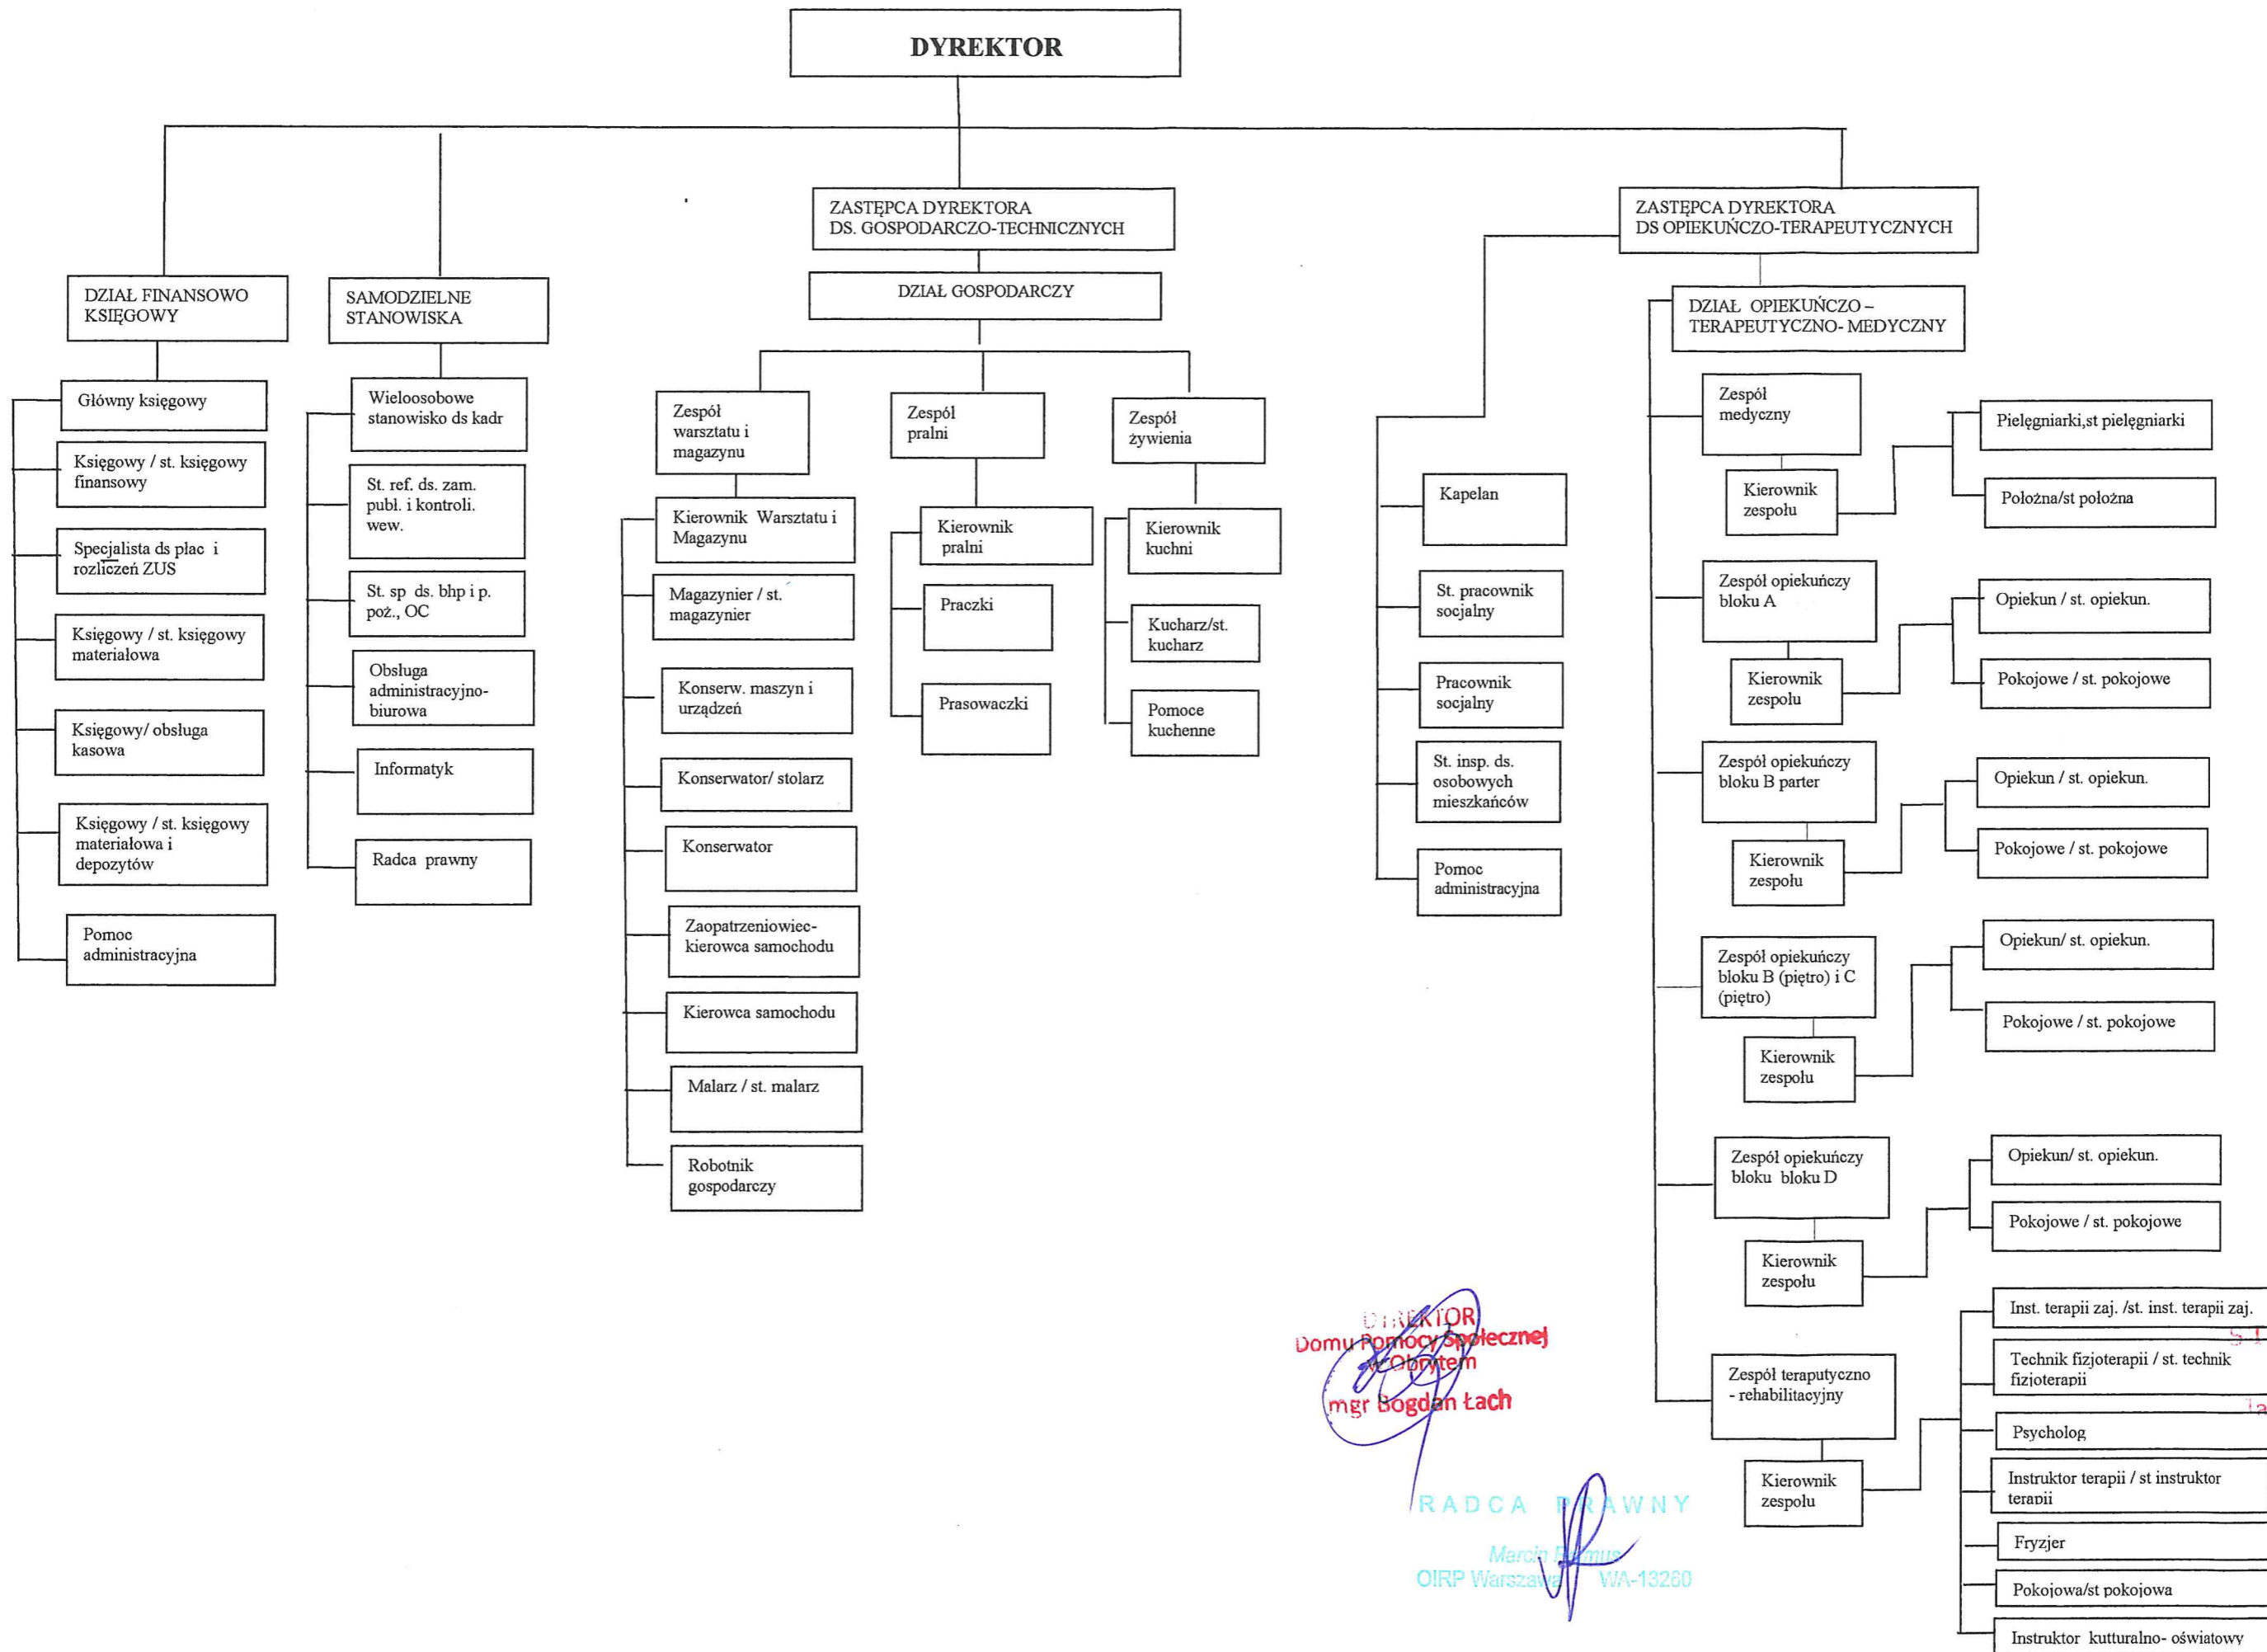 DYREKTOR
ZASTĘPCA DYREKTORA
DS. GOSPODARCZO-TECHNICZNYCH
ZASTĘPCA DYREKTORA
DS OPIEKUŃCZO-TERAPEUTYCZNYCH
DZIAŁ FINANSOWO
KSIĘGOWY
SAMODZIELNE
STANOWISKA
DZIAŁ GOSPODARCZY
DZIAŁ OPIEKUŃCZO –
TERAPEUTYCZNO- MEDYCZNY
Główny księgowy
Księgowy / st. księgowy
finansowy
Specjalista ds plac i
rozliczeń ZUS
Księgowy / st. księgowy
materiałowa
Księgowy/ obsługa
kasowa
Księgowy / st. księgowy
materiałowa i
depozytów
Pomoc
administracyjna
Wieloosobowe
stanowisko ds kadr
St. ref. ds. zam.
publ. i kontroli.
wew.
St. sp ds. bhp i p.
poż., OC
Obsługa
administracyjno-
biurowa
Informatyk
Radca prawny
Zespół
warsztatu i
magazynu
Kierownik Warsztatu i
Magazynu
Magazynier / st.
magazynier
Konserw. maszyn i
urządzeń
Konserwator/ stolarz
Konserwator
Zaopatrzeniowiec-
kierowca samochodu
Kierowca samochodu
Malarz / st. malarz
Robotnik
gospodarczy
Zespół
pralni
Kierownik
pralni
Praczki
Prasowaczki
Zespół
żywienia
Kierownik
kuchni
Kucharz/st.
kucharz
Pomoce
kuchenne
Kapelan
St. pracownik
socjalny
Pracownik
socjalny
St. insp. ds.
osobowych
mieszkańców
Pomoc
administracyjna
Zespół
medyczny
Kierownik
zespołu
Pielęgniarki,st pielęgniarki
Położna/st położna
Zespół opiekuńczy
bloku A
Kierownik
zespołu
Opiekun / st. opiekun.
Pokojowe / st. pokojowe
Zespół opiekuńczy
bloku B parter
Kierownik
zespołu
Opiekun / st. opiekun.
Pokojowe / st. pokojowe
Zespół opiekuńczy
bloku B (piętro) i C
(piętro)
Kierownik
zespołu
Opiekun/ st. opiekun.
Pokojowe / st. pokojowe
Zespół opiekuńczy
bloku bloku D
Kierownik
zespołu
Opiekun/ st. opiekun.
Pokojowe / st. pokojowe
Zespół teraputyczno
- rehabilitacyjny
Kierownik
zespołu
Inst. terapii zaj. /st. inst. terapii zaj.
Technik fizjoterapii / st. technik
fizjoterapii
Psycholog
Instruktor terapii / st instruktor
terapii
Fryzjer
Pokojowa/st pokojowa
Instruktor kutturalno- oświatowy
DYREKTOR
Domu Pomocy Społecznej
w Obrytem
mgr Bogdan Łach
RADCA PRAWNY
Marcin
OIRP Warszawa WA-13260